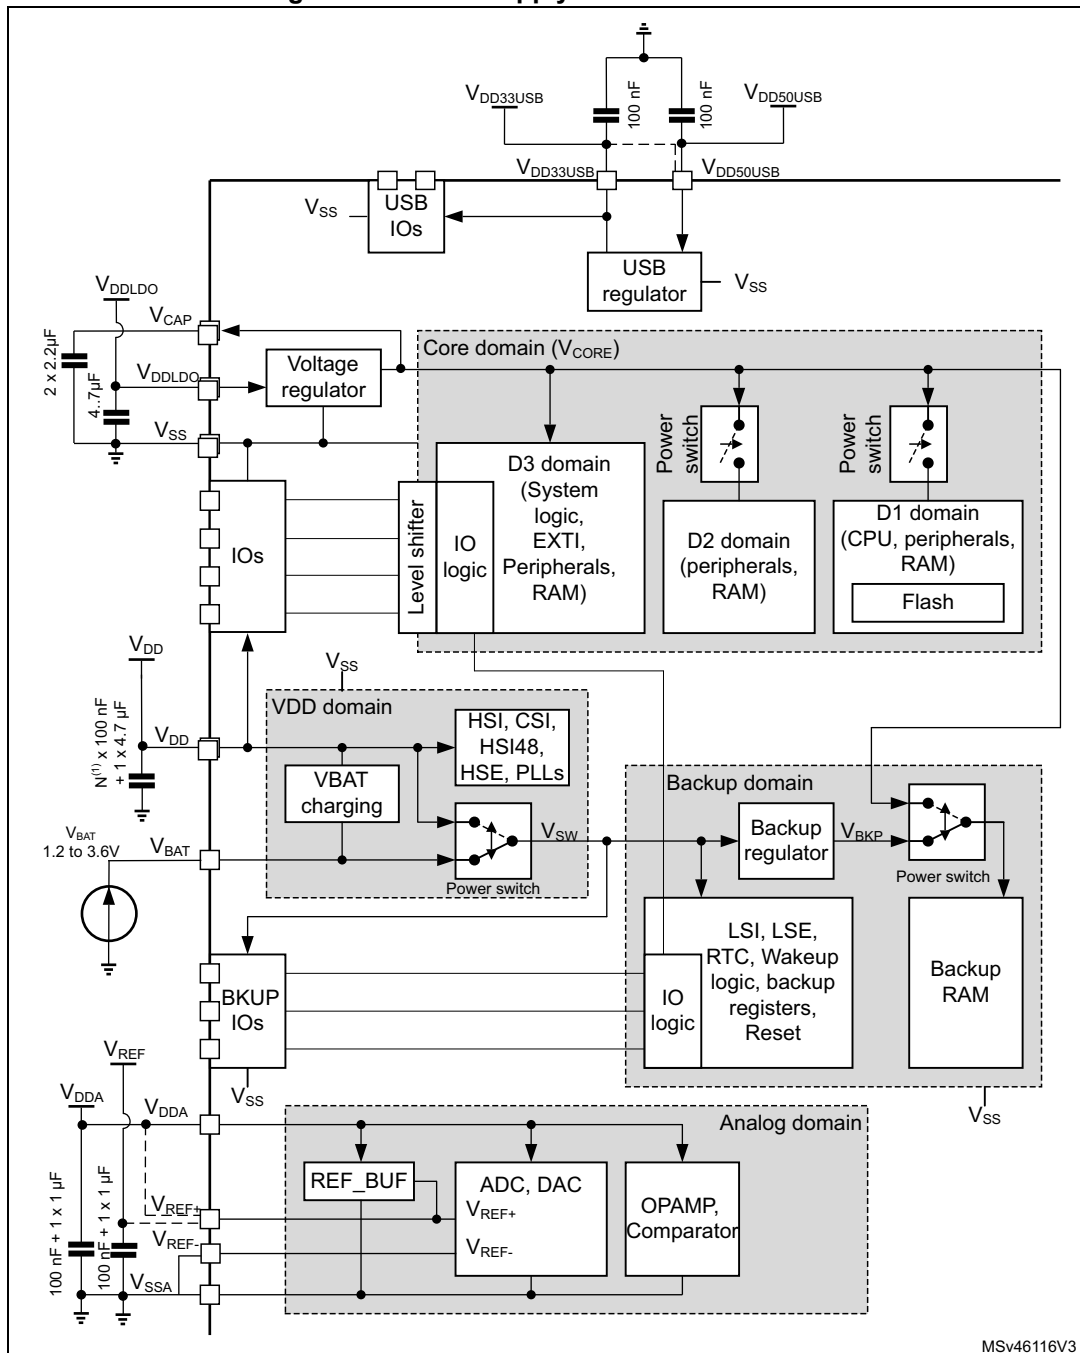 VDD33USB
100 nF
100 nF
VDD50USB
VDD33USB
VDD50USB
VSS
USB
IOs
USB
regulator
VSS
VDDLDO
VCAP
2 x 2.2µF
VDDLDO
4..7µF
VSS
Voltage
regulator
Core domain (VCORE)
Power
switch
Power
switch
D3 domain
(System
logic,
EXTI,
Peripherals,
RAM)
Level shifter
IO
logic
IOs
D2 domain
(peripherals,
RAM)
D1 domain
(CPU, peripherals,
RAM)
Flash
VDD
VDD
N(1) x 100 nF
+ 1 x 4.7 µF
VSS
VDD domain
HSI, CSI,
HSI48,
HSE, PLLs
VBAT
charging
VBAT
1.2 to 3.6V
VBAT
VSW
Power switch
Backup domain
Backup
regulator
VBKP
Power switch
LSI, LSE,
RTC, Wakeup
logic, backup
registers,
Reset
IO
logic
Backup
RAM
BKUP
IOs
VSS
VSS
VREF
VDDA
VDDA
100 nF + 1 x 1 µF
100 nF + 1 x 1 µF
VREF+
VREF-
VSSA
Analog domain
REF_BUF
ADC, DAC
VREF+
VREF-
OPAMP,
Comparator
MSv46116V3